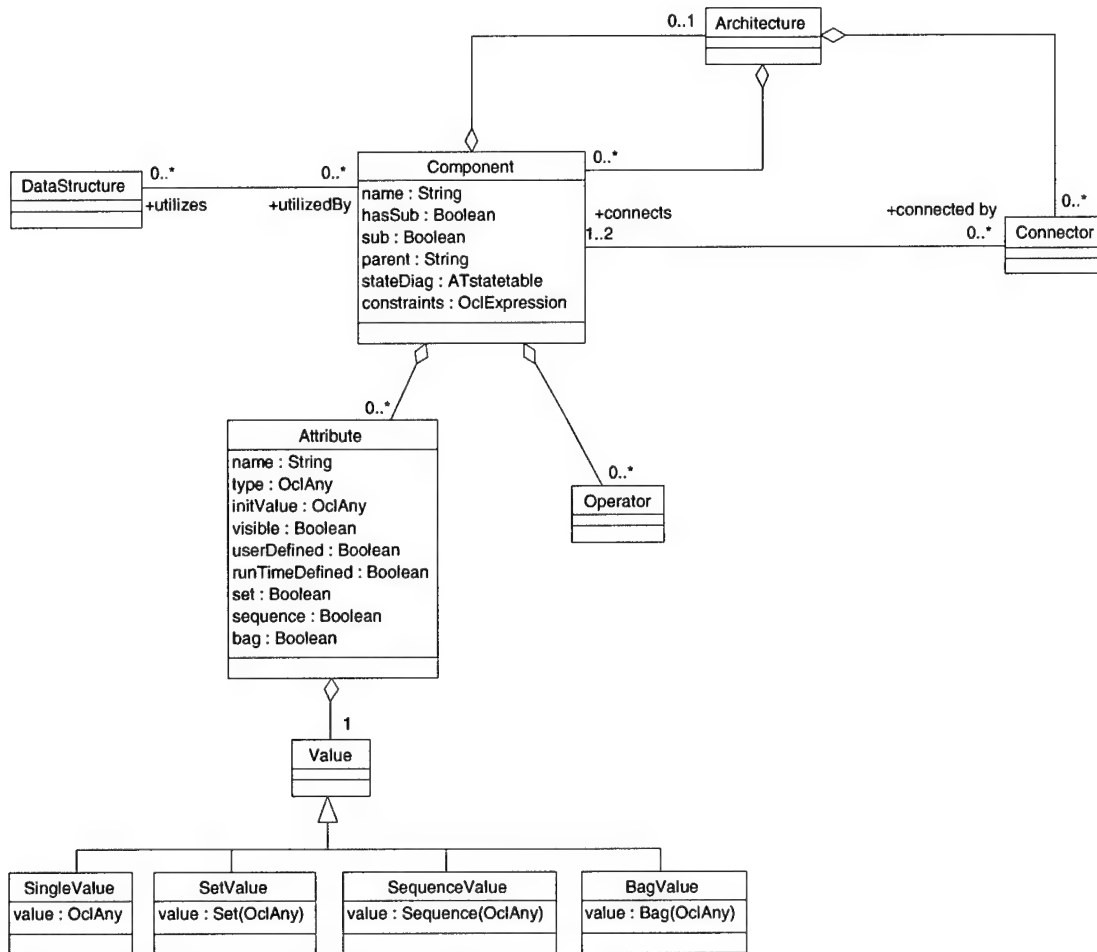 0..1
Architecture
Component
name : String
hasSub : Boolean
sub : Boolean
parent : String
stateDiag : ATstatetable
constraints : OclExpression
DataStructure
0..*
0..*
+utilizes
+utilizedBy
0..*
+connects
1..2
+connected by
0..*
0..*
Connector
0..*
Attribute
name : String
type : OclAny
initValue : OclAny
visible : Boolean
userDefined : Boolean
runTimeDefined : Boolean
set : Boolean
sequence : Boolean
bag : Boolean
0..*
Operator
1
Value
SingleValue
value : OclAny
SetValue
value : Set(OclAny)
SequenceValue
value : Sequence(OclAny)
BagValue
value : Bag(OclAny)